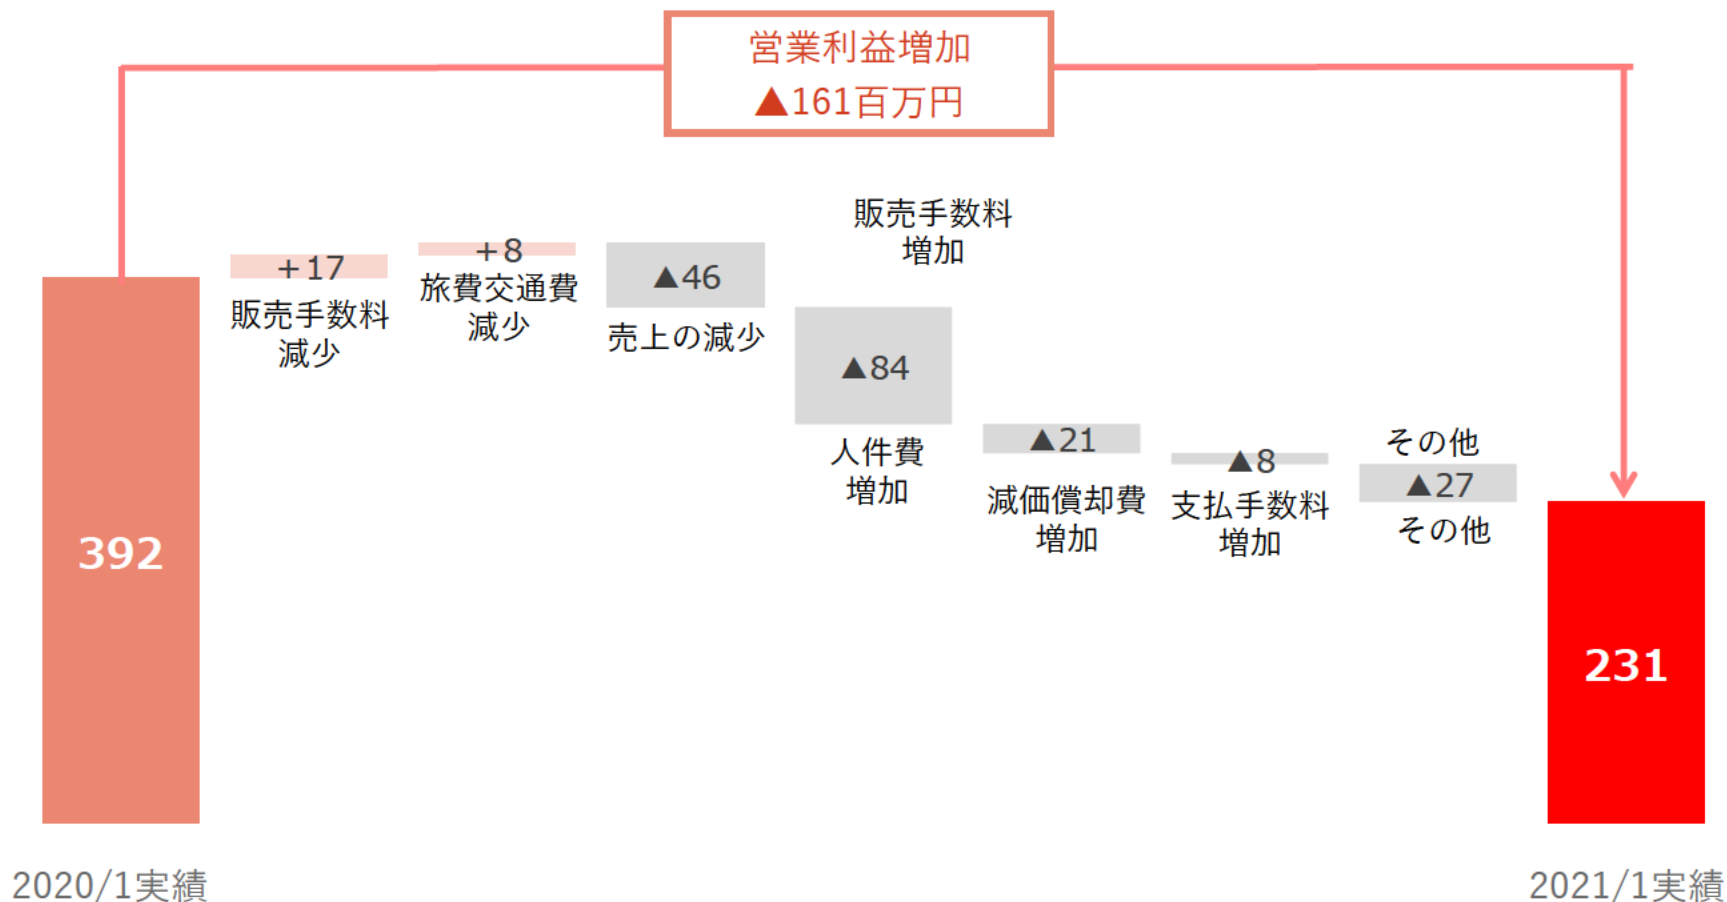 営業利益増加
▲161百万円
392
+17
販売手数料
減少
+8
旅費交通費
減少
▲46
売上の減少
販売手数料
増加
▲84
人件費
増加
▲21
減価償却費
増加
▲8
支払手数料
増加
その他
▲27
その他
231
2020/1実績
2021/1実績